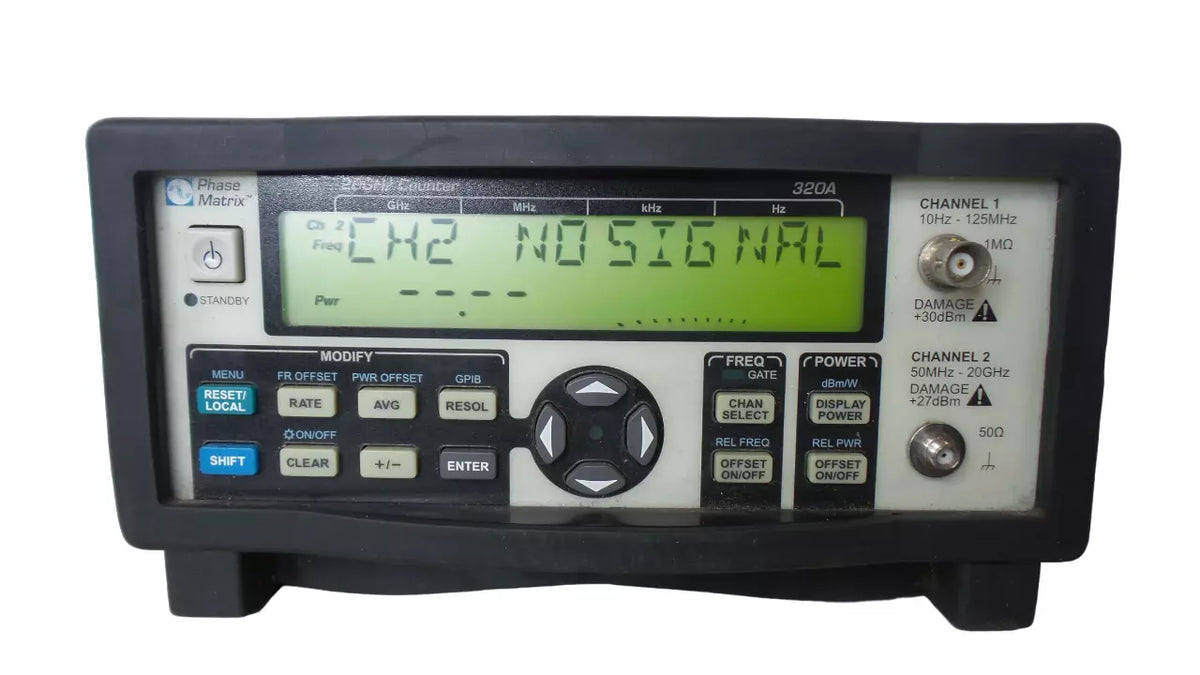 Phase
Matrix™
20GHz Counter
320A
GHz
MHz
kHz
Hz
Ch 2
Freq
CH2 NO SIGNAL
Pwr
- - - -
.
STANDBY
MODIFY
MENU
FR OFFSET
PWR OFFSET
GPIB
RESET/
LOCAL
RATE
AVG
RESOL
ON/OFF
SHIFT
CLEAR
+/−
ENTER
FREQ
GATE
CHAN
SELECT
REL FREQ
OFFSET
ON/OFF
POWER
dBm/W
DISPLAY
POWER
REL PWR
OFFSET
ON/OFF
CHANNEL 1
10Hz - 125MHz
1MΩ
DAMAGE
+30dBm
CHANNEL 2
50MHz - 20GHz
DAMAGE
+27dBm
50Ω